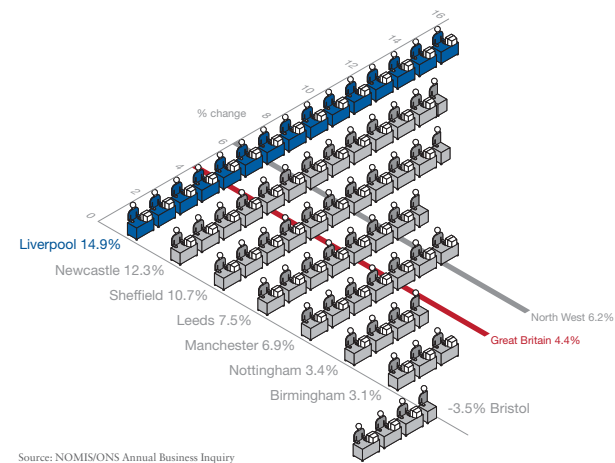 16
14
12
10
8
6
4
2
0
% change
Liverpool 14.9%
Newcastle 12.3%
Sheffield 10.7%
Leeds 7.5%
Manchester 6.9%
Nottingham 3.4%
Birmingham 3.1%
-3.5% Bristol
North West 6.2%
Great Britain 4.4%
Source: NOMIS/ONS Annual Business Inquiry